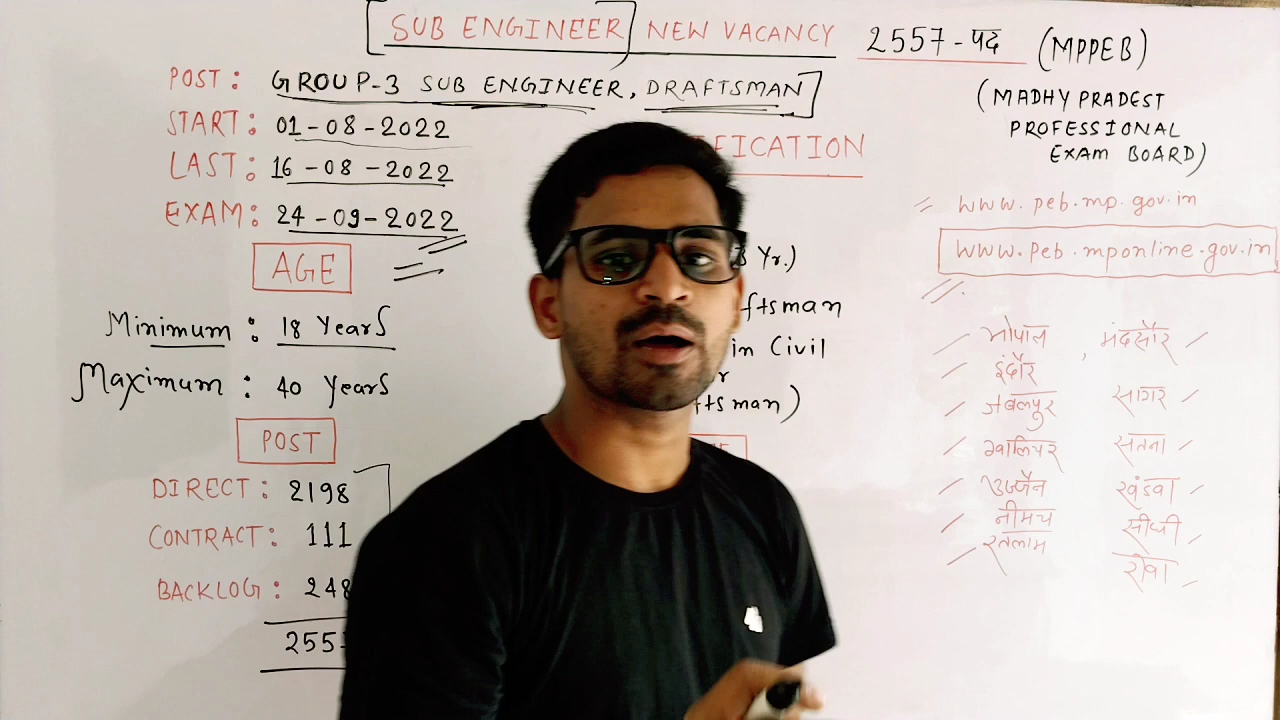 SUB ENGINEER NEW VACANCY 2557-पद (MPPEB)
POST: GROUP-3 SUB ENGINEER, DRAFTSMAN
(MADHY PRADEST
PROFESSIONAL
EXAM BOARD)
START: 01-08-2022
LAST: 16-08-2022
EXAM: 24-09-2022
AGE
Minimum: 18 Years
Maximum: 40 Years
POST
DIRECT: 2198
CONTRACT: 111
BACKLOG: 248
255
FICATION
Yr.)
ftsman
in Civil
r
ftsman)
www.peb.mp.gov.in
www.peb.mponline.gov.in
भोपाल, मंदसौर
इंदौर
जबलपुर सागर
ग्वालियर सतना
उज्जैन खंडवा
नीमच सीधी
रतलाम
रीवा